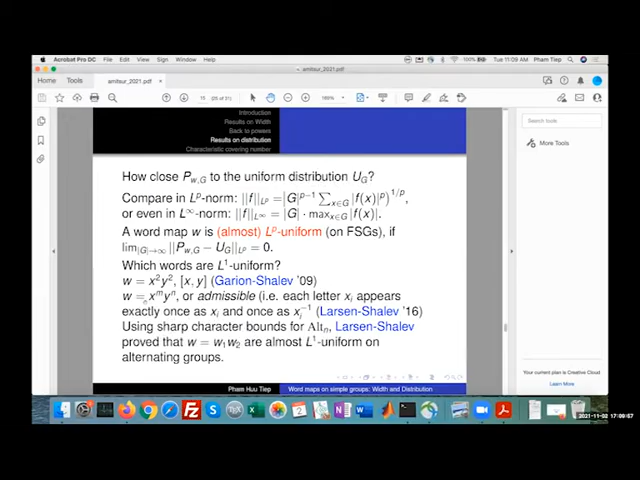 Acrobat Pro DC File Edit View Sign Window Help
100% Tue 11:09 AM Pham Tiep
amitsur_2021.pdf
Home Tools amitsur_2021.pdf ×
Introduction
Results on Width
Back to powers
Results on distribution
Characteristic covering number
How close P_{w,G} to the uniform distribution U_G?
Compare in L^p-norm: ||f||_{L^p} = (|G|^{p−1} ∑_{x∈G} |f(x)|^p)^{1/p},
or even in L^∞-norm: ||f||_{L^∞} = |G| · max_{x∈G} |f(x)|.
A word map w is (almost) L^p-uniform (on FSGs), if
lim_{|G|→∞} ||P_{w,G} − U_G||_{L^p} = 0.
Which words are L^1-uniform?
w = x^2y^2, [x, y] (Garion-Shalev '09)
w = x^my^n, or admissible (i.e. each letter x_i appears
exactly once as x_i and once as x_i^{−1} (Larsen-Shalev '16)
Using sharp character bounds for Alt_n, Larsen-Shalev
proved that w = w_1w_2 are almost L^1-uniform on
alternating groups.
Pham Huu Tiep Word maps on simple groups: Width and Distribution
Search tools
More Tools
Your current plan is Creative Cloud
Learn More
2021-11-02 17:09:57